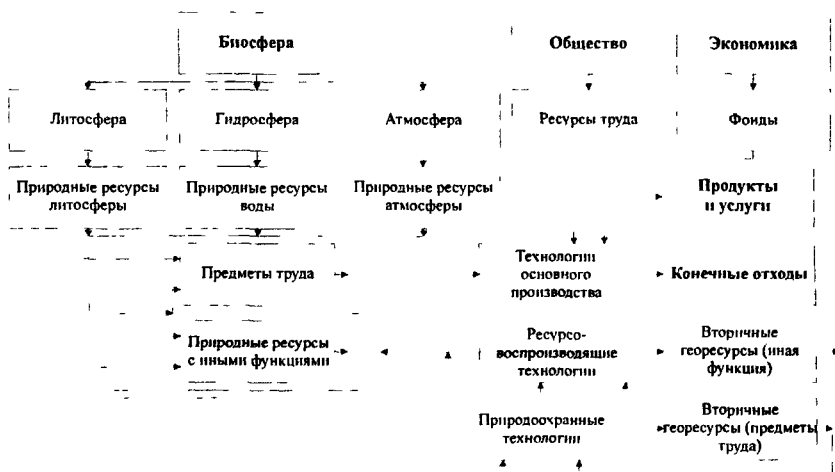 Биосфера Общество Экономика
Литосфера Гидросфера Атмосфера Ресурсы труда Фонды
Природные ресурсы
литосферы
Природные ресурсы
воды
Природные ресурсы
атмосферы
Продукты
и услуги
Предметы труда
Технологии
основного
производства
Конечные отходы
Природные ресурсы
с иными функциями
Ресурсо-
воспроизводящие
технологии
Вторичные
георесурсы (иная
функция)
Природоохранные
технологии
Вторичные
георесурсы (предметы
труда)